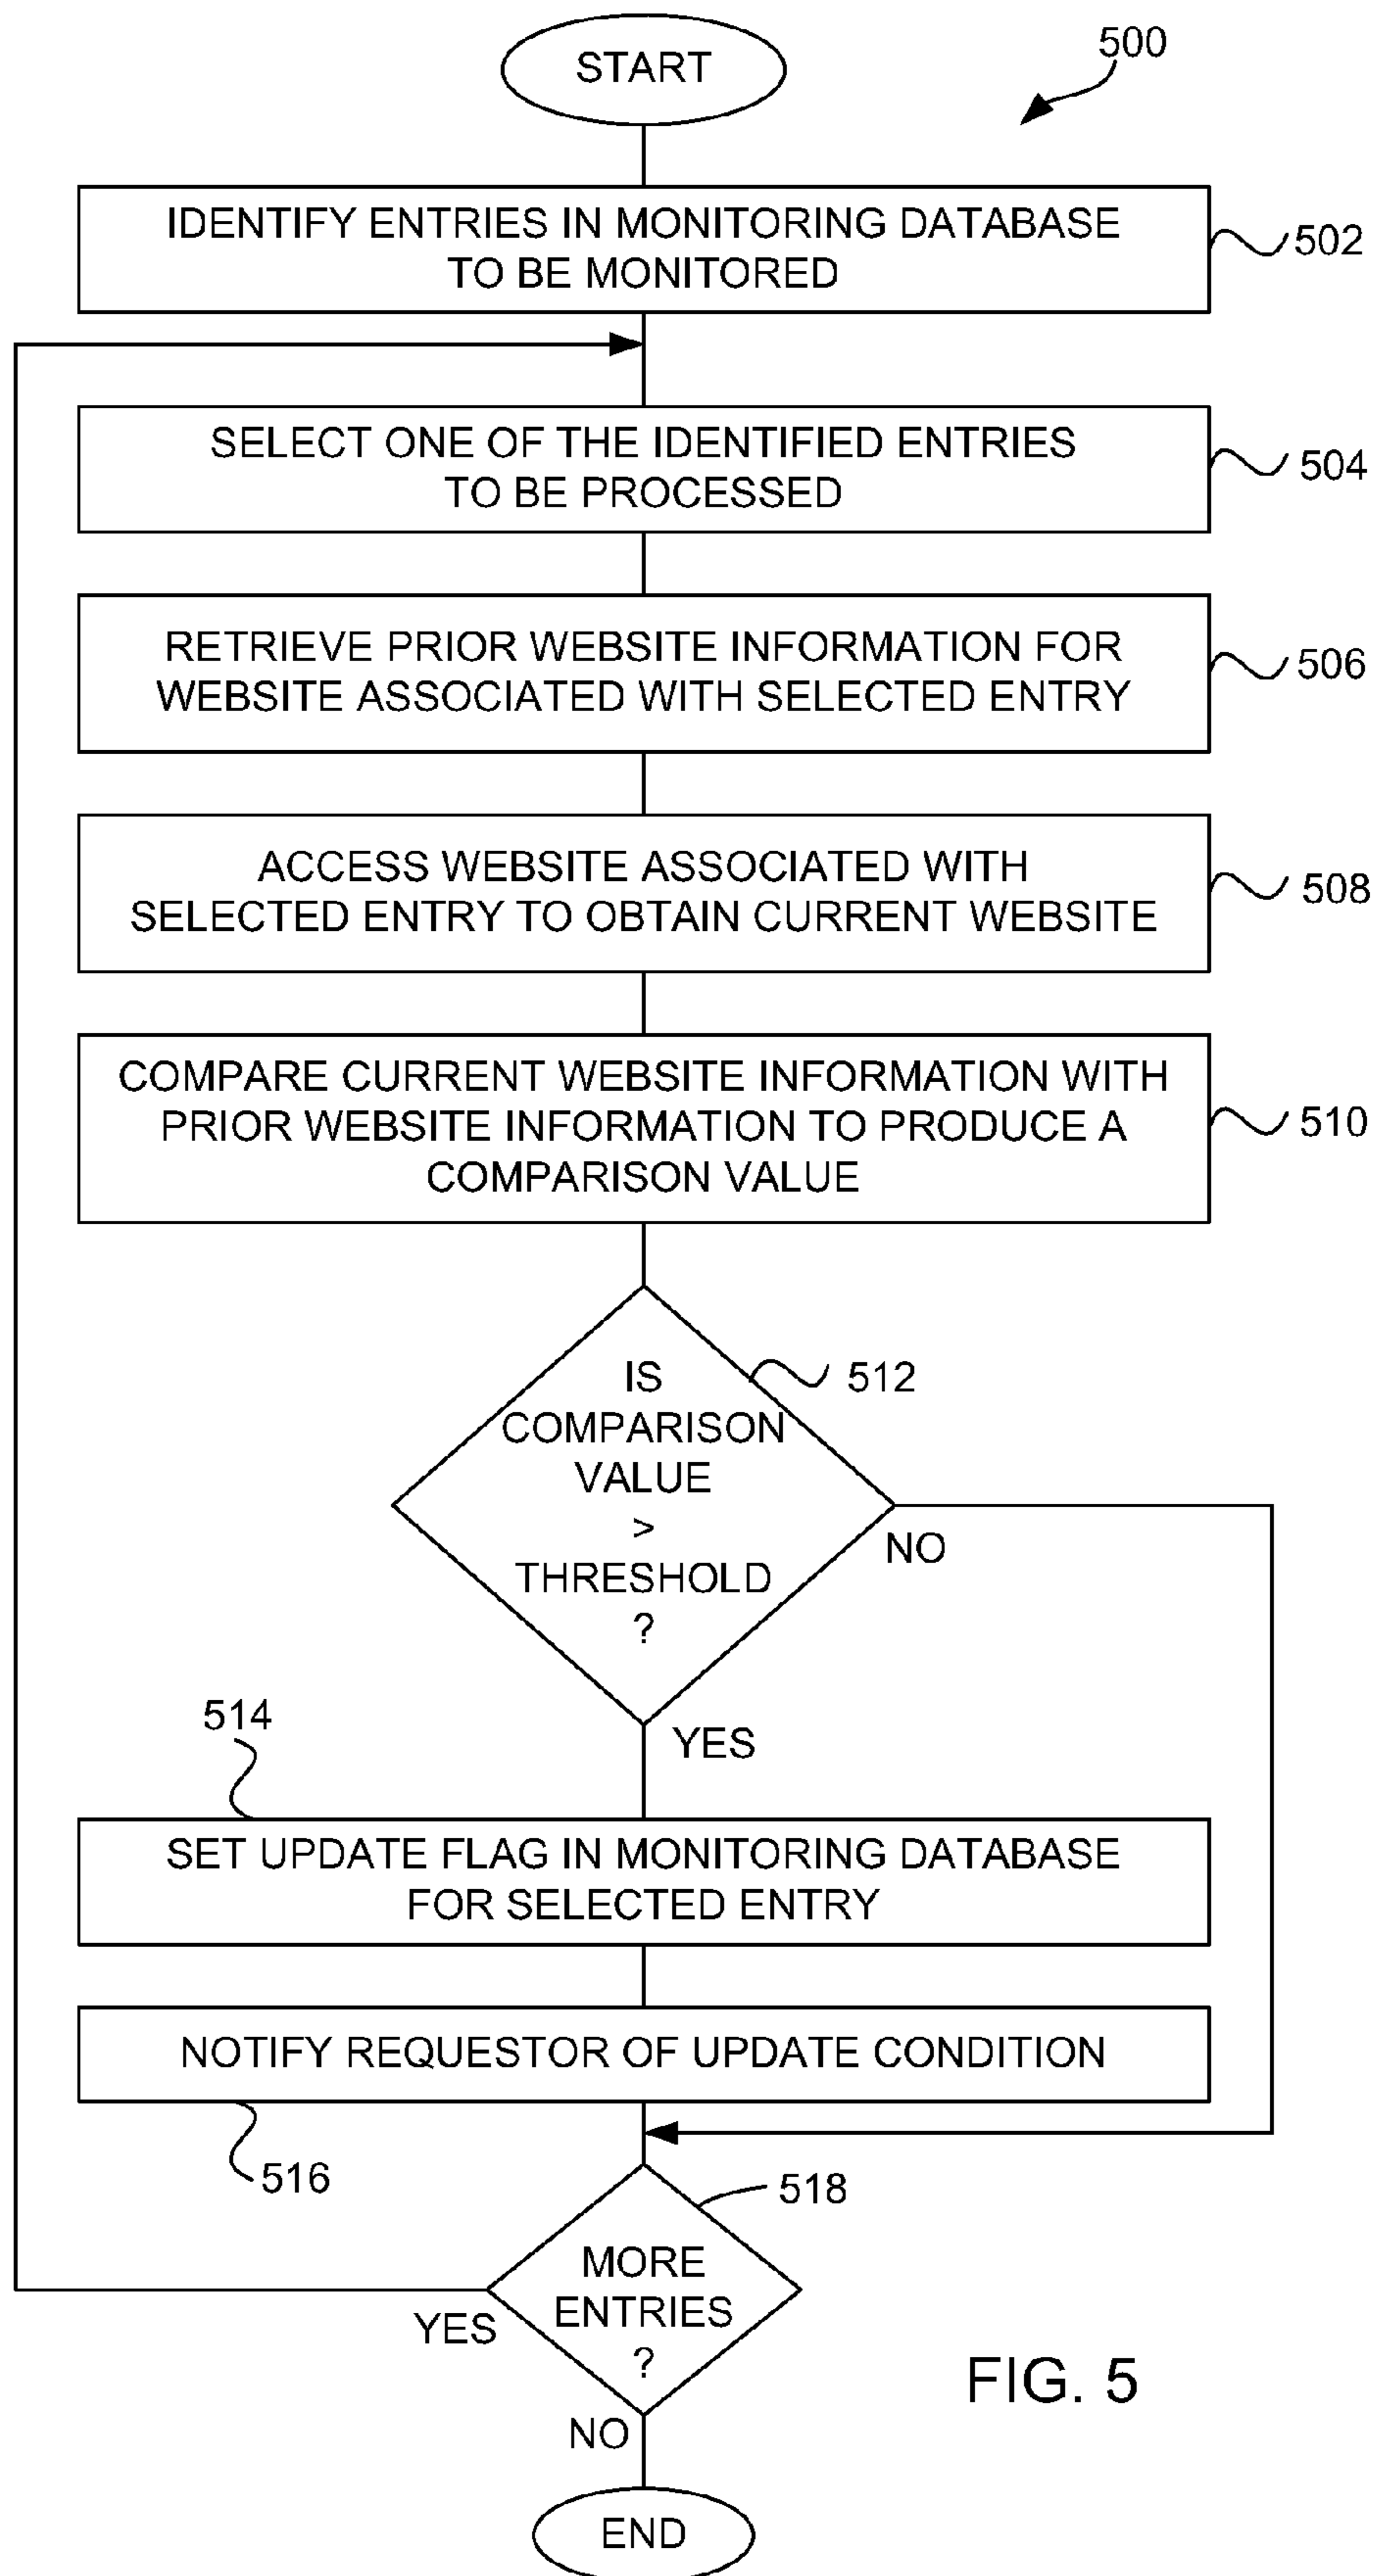 START
500
IDENTIFY ENTRIES IN MONITORING DATABASE
TO BE MONITORED
502
SELECT ONE OF THE IDENTIFIED ENTRIES
TO BE PROCESSED
504
RETRIEVE PRIOR WEBSITE INFORMATION FOR
WEBSITE ASSOCIATED WITH SELECTED ENTRY
506
ACCESS WEBSITE ASSOCIATED WITH
SELECTED ENTRY TO OBTAIN CURRENT WEBSITE
508
COMPARE CURRENT WEBSITE INFORMATION WITH
PRIOR WEBSITE INFORMATION TO PRODUCE A
COMPARISON VALUE
510
IS
COMPARISON
VALUE
>
THRESHOLD
?
512
NO
YES
514
SET UPDATE FLAG IN MONITORING DATABASE
FOR SELECTED ENTRY
NOTIFY REQUESTOR OF UPDATE CONDITION
516
518
MORE
ENTRIES
?
YES
NO
FIG. 5
END